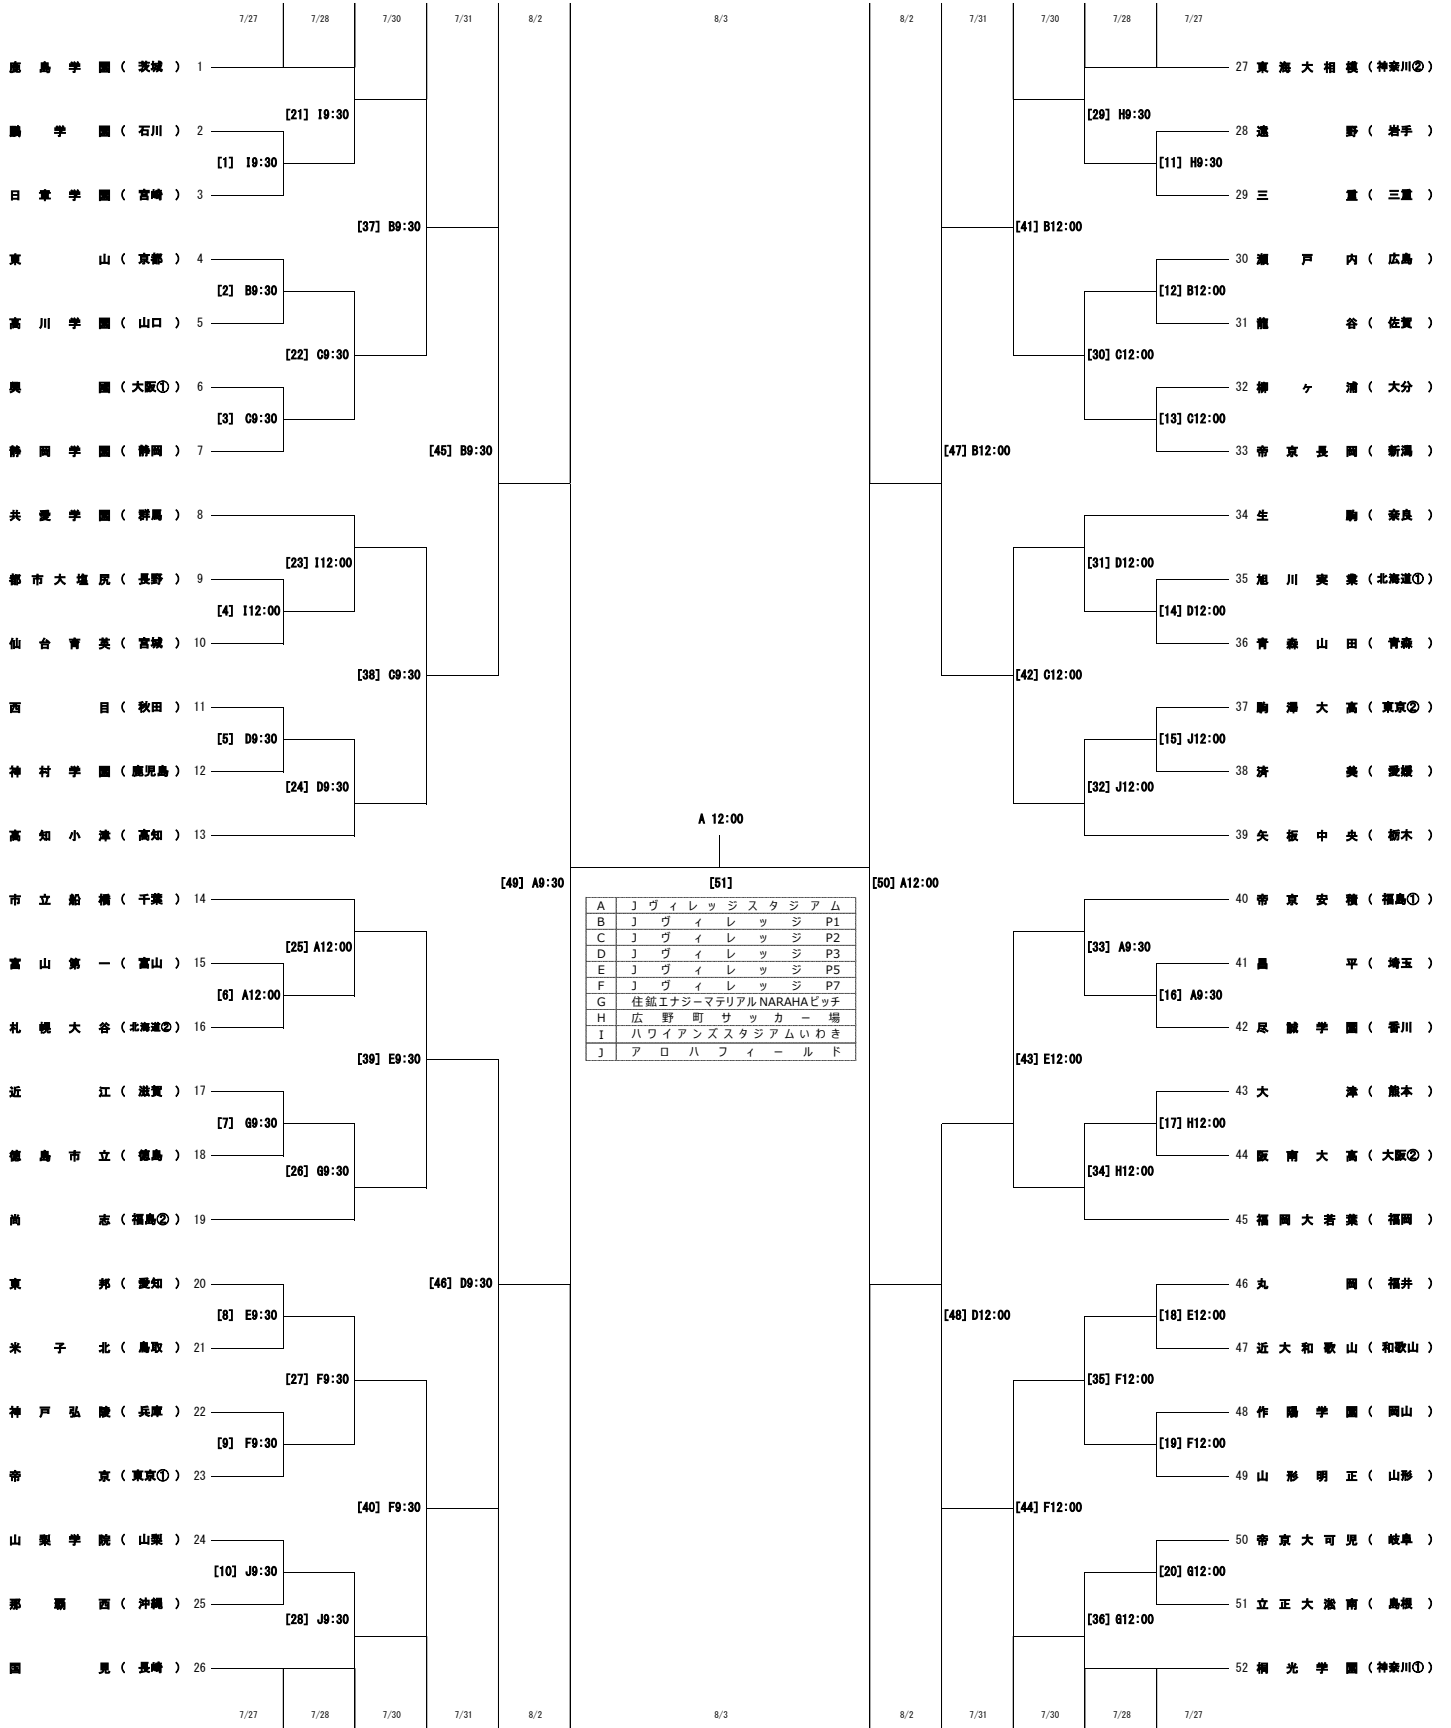 7/27 7/28 7/30 7/31 8/2 8/3 8/2 7/31 7/30 7/28 7/27
鹿島学園（ 茨城 ） 1
[21] I9:30
鵬学園（ 石川 ） 2
[1] I9:30
日章学園（ 宮崎 ） 3
[37] B9:30
東山（ 京都 ） 4
[2] B9:30
高川学園（ 山口 ） 5
[22] C9:30
興國（ 大阪① ） 6
[3] C9:30
静岡学園（ 静岡 ） 7
[45] B9:30
共愛学園（ 群馬 ） 8
[23] I12:00
都市大塩尻（ 長野 ） 9
[4] I12:00
仙台育英（ 宮城 ） 10
[38] C9:30
西目（ 秋田 ） 11
[5] D9:30
神村学園（ 鹿児島 ） 12
[24] D9:30
高知小津（ 高知 ） 13
[49] A9:30
市立船橋（ 千葉 ） 14
[25] A12:00
富山第一（ 富山 ） 15
[6] A12:00
札幌大谷（ 北海道② ） 16
[39] E9:30
近江（ 滋賀 ） 17
[7] G9:30
徳島市立（ 徳島 ） 18
[26] G9:30
尚志（ 福島② ） 19
[46] D9:30
東邦（ 愛知 ） 20
[8] E9:30
米子北（ 鳥取 ） 21
[27] F9:30
神戸弘陵（ 兵庫 ） 22
[9] F9:30
帝京（ 東京① ） 23
[40] F9:30
山梨学院（ 山梨 ） 24
[10] J9:30
那覇西（ 沖縄 ） 25
[28] J9:30
国見（ 長崎 ） 26
A 12:00
[51]
A Jヴィレッジスタジアム
B Jヴィレッジ P1
C Jヴィレッジ P2
D Jヴィレッジ P3
E Jヴィレッジ P5
F Jヴィレッジ P7
G 住鉱エナジーマテリアルNARAHAピッチ
H 広野町サッカー場
I ハワイアンズスタジアムいわき
J アロハフィールド
27 東海大相模（ 神奈川② ）
[29] H9:30
28 遠野（ 岩手 ）
[11] H9:30
29 三重（ 三重 ）
[41] B12:00
30 瀬戸内（ 広島 ）
[12] B12:00
31 龍谷（ 佐賀 ）
[30] C12:00
32 柳ヶ浦（ 大分 ）
[13] C12:00
33 帝京長岡（ 新潟 ）
[47] B12:00
34 生駒（ 奈良 ）
[31] D12:00
35 旭川実業（ 北海道① ）
[14] D12:00
36 青森山田（ 青森 ）
[42] C12:00
37 駒澤大高（ 東京② ）
[15] J12:00
38 済美（ 愛媛 ）
[32] J12:00
39 矢板中央（ 栃木 ）
[50] A12:00
40 帝京安積（ 福島① ）
[33] A9:30
41 昌平（ 埼玉 ）
[16] A9:30
42 尽誠学園（ 香川 ）
[43] E12:00
43 大津（ 熊本 ）
[17] H12:00
44 阪南大高（ 大阪② ）
[34] H12:00
45 福岡大若葉（ 福岡 ）
[48] D12:00
46 丸岡（ 福井 ）
[18] E12:00
47 近大和歌山（ 和歌山 ）
[35] F12:00
48 作陽学園（ 岡山 ）
[19] F12:00
49 山形明正（ 山形 ）
[44] F12:00
50 帝京大可児（ 岐阜 ）
[20] G12:00
51 立正大淞南（ 島根 ）
[36] G12:00
52 桐光学園（ 神奈川① ）
7/27 7/28 7/30 7/31 8/2 8/3 8/2 7/31 7/30 7/28 7/27